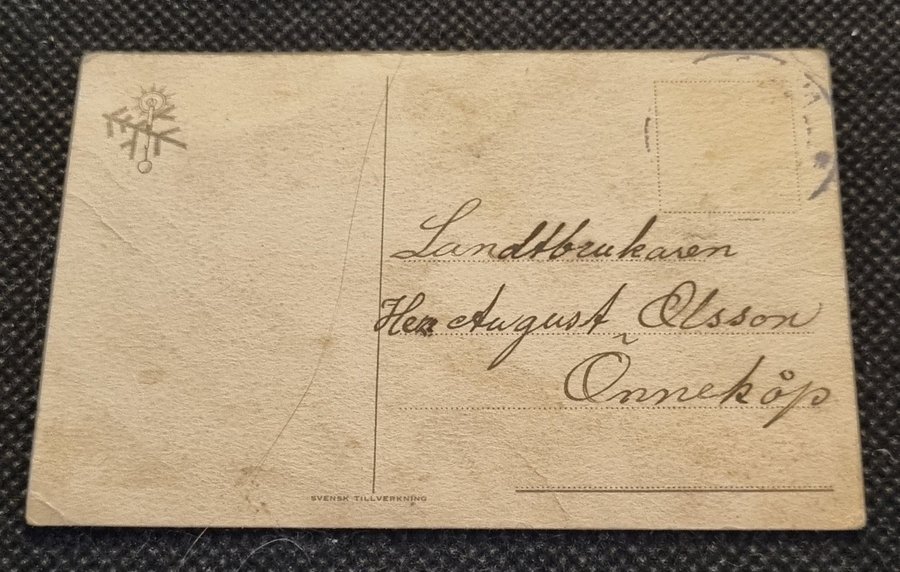 Landtbrukaren
Herr August Olsson
Önneköp
SVENSK TILLVERKNING